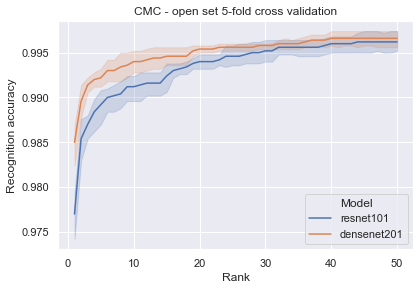 CMC - open set 5-fold cross validation
Recognition accuracy
0.995
0.990
0.985
0.980
0.975
0
10
20
30
40
50
Rank
Model
resnet101
densenet201